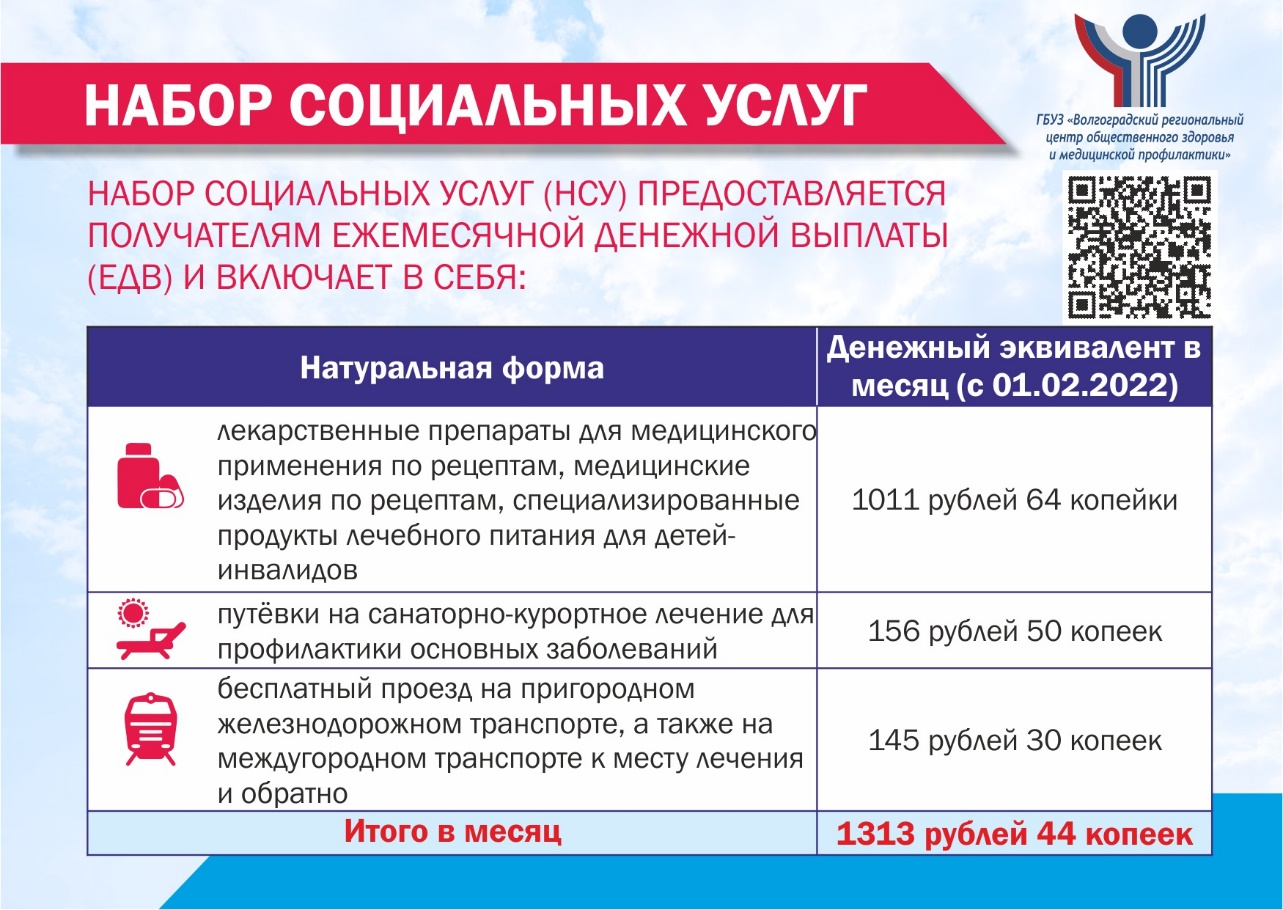 НАБОР СОЦИАЛЬНЫХ УСЛУГ
ГБУЗ «Волгоградский региональный
центр общественного здоровья
и медицинской профилактики»
НАБОР СОЦИАЛЬНЫХ УСЛУГ (НСУ) ПРЕДОСТАВЛЯЕТСЯ
ПОЛУЧАТЕЛЯМ ЕЖЕМЕСЯЧНОЙ ДЕНЕЖНОЙ ВЫПЛАТЫ
(ЕДВ) И ВКЛЮЧАЕТ В СЕБЯ:
Натуральная форма
Денежный эквивалент в
месяц (с 01.02.2022)
лекарственные препараты для медицинского
применения по рецептам, медицинские
изделия по рецептам, специализированные
продукты лечебного питания для детей-
инвалидов
1011 рублей 64 копейки
путёвки на санаторно-курортное лечение для
профилактики основных заболеваний
156 рублей 50 копеек
бесплатный проезд на пригородном
железнодорожном транспорте, а также на
междугородном транспорте к месту лечения
и обратно
145 рублей 30 копеек
Итого в месяц
1313 рублей 44 копеек